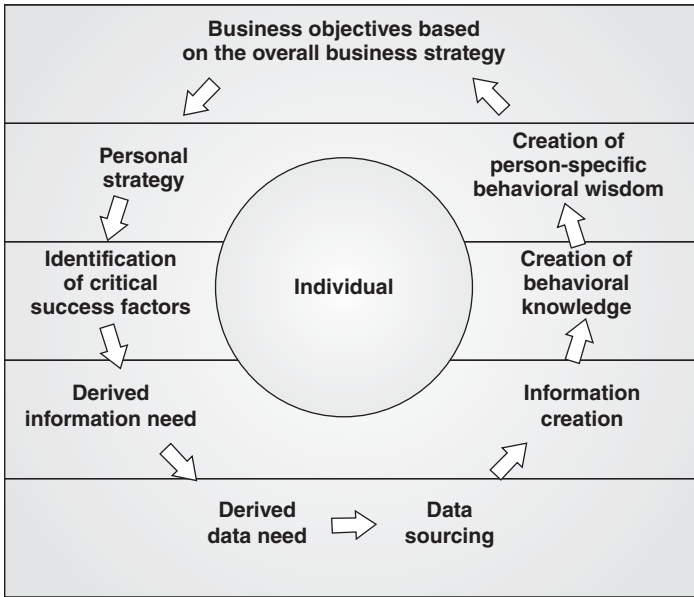 Business objectives based
on the overall business strategy
Personal
strategy
Creation of
person-specific
behavioral wisdom
Identification
of critical
success factors
Individual
Creation of
behavioral
knowledge
Derived
information need
Information
creation
Derived
data need
Data
sourcing